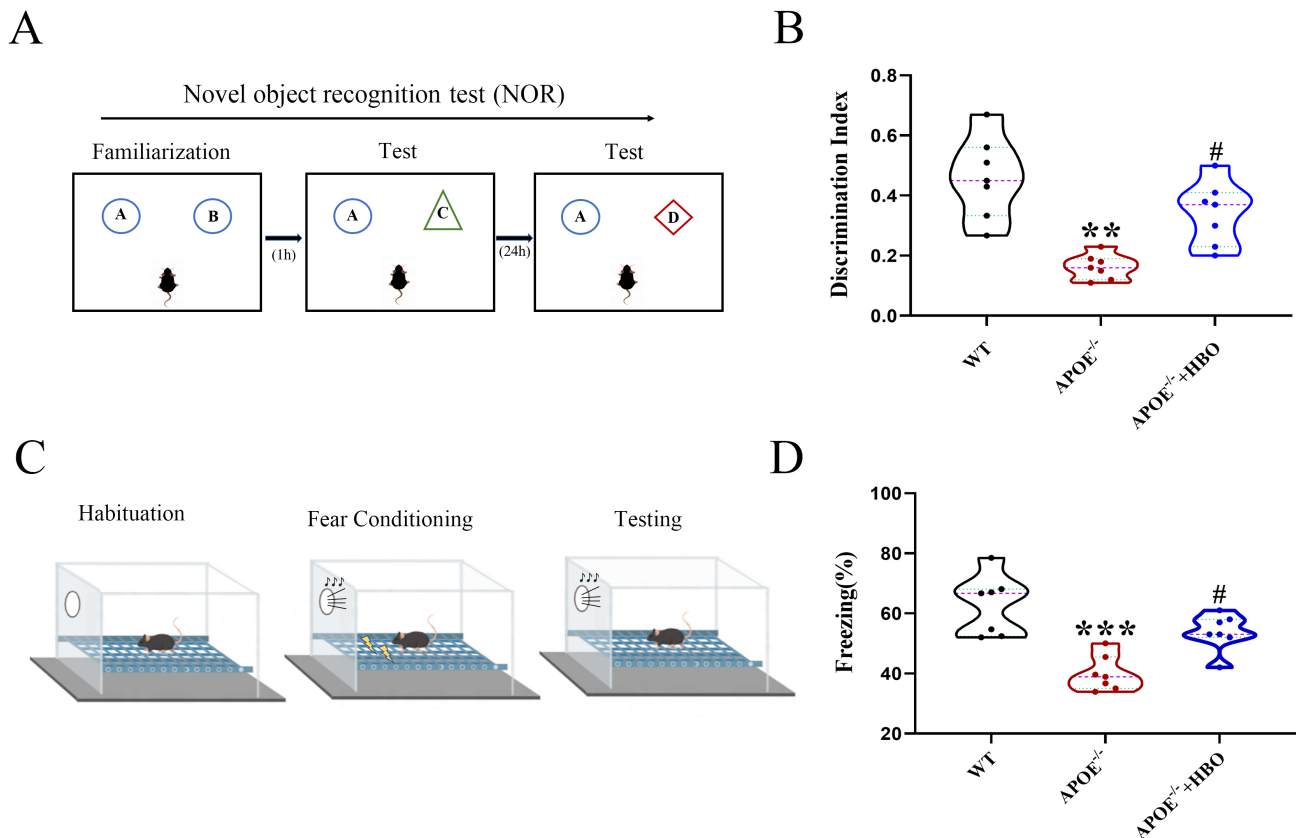 A
Novel object recognition test (NOR)
Familiarization
Test
Test
A
B
(1h)
A
C
(24h)
A
D
B
Discrimination Index
0.8
0.6
0.4
0.2
0.0
**
#
WT
APOE-/-
APOE-/-+HBO
C
Habituation
Fear Conditioning
Testing
♪♪♪
♪♪♪
D
Freezing(%)
100
80
60
40
20
***
#
WT
APOE-/-
APOE-/-+HBO